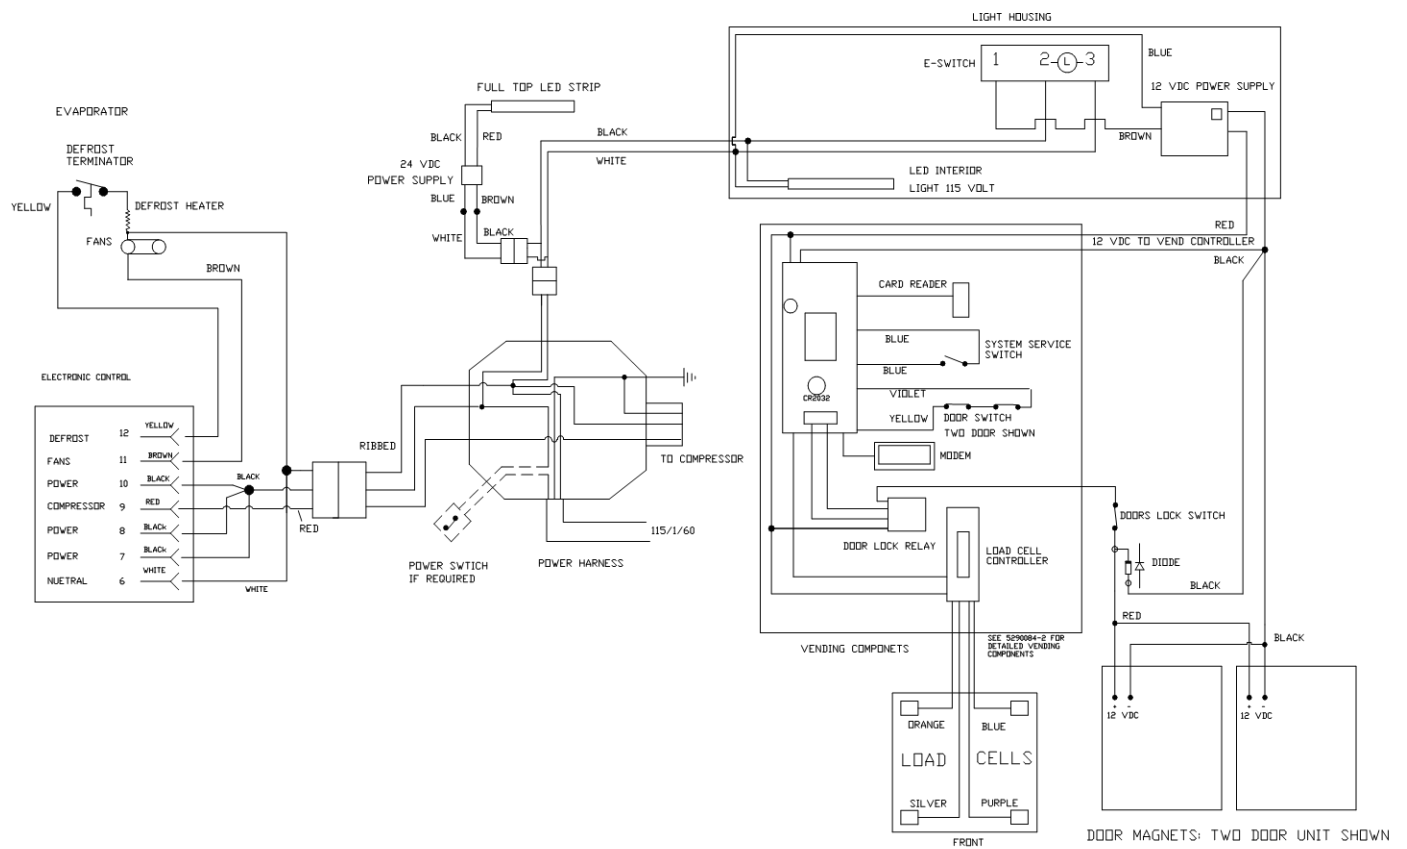 LIGHT HOUSING
BLUE
E-SWITCH
1 2-L-3
12 VDC POWER SUPPLY
BROWN
FULL TOP LED STRIP
BLACK
RED
24 VDC
POWER SUPPLY
BLUE
BROWN
WHITE
BLACK
BLACK
WHITE
LED INTERIOR
LIGHT 115 VOLT
EVAPORATOR
DEFROST
TERMINATOR
YELLOW
DEFROST HEATER
FANS
BROWN
RED
12 VDC TO VEND CONTROLLER
BLACK
CARD READER
BLUE
SYSTEM SERVICE
SWITCH
BLUE
VIOLET
CR2032
YELLOW
DOOR SWITCH
TWO DOOR SHOWN
MODEM
ELECTRONIC CONTROL
DEFROST 12 YELLOW
FANS 11 BROWN
POWER 10 BLACK
COMPRESSOR 9 RED
POWER 8 BLACK
POWER 7 BLACK
NUETRAL 6 WHITE
BLACK
RED
WHITE
RIBBED
TO COMPRESSOR
115/1/60
POWER SWTICH
IF REQUIRED
POWER HARNESS
DOOR LOCK RELAY
LOAD CELL
CONTROLLER
DOORS LOCK SWITCH
DIODE
BLACK
RED
BLACK
VENDING COMPONETS
SEE 5290084-2 FOR
DETAILED VENDING
COMPONENTS
+ -
12 VDC
+ -
12 VDC
ORANGE
BLUE
LOAD CELLS
SILVER
PURPLE
FRONT
DOOR MAGNETS: TWO DOOR UNIT SHOWN